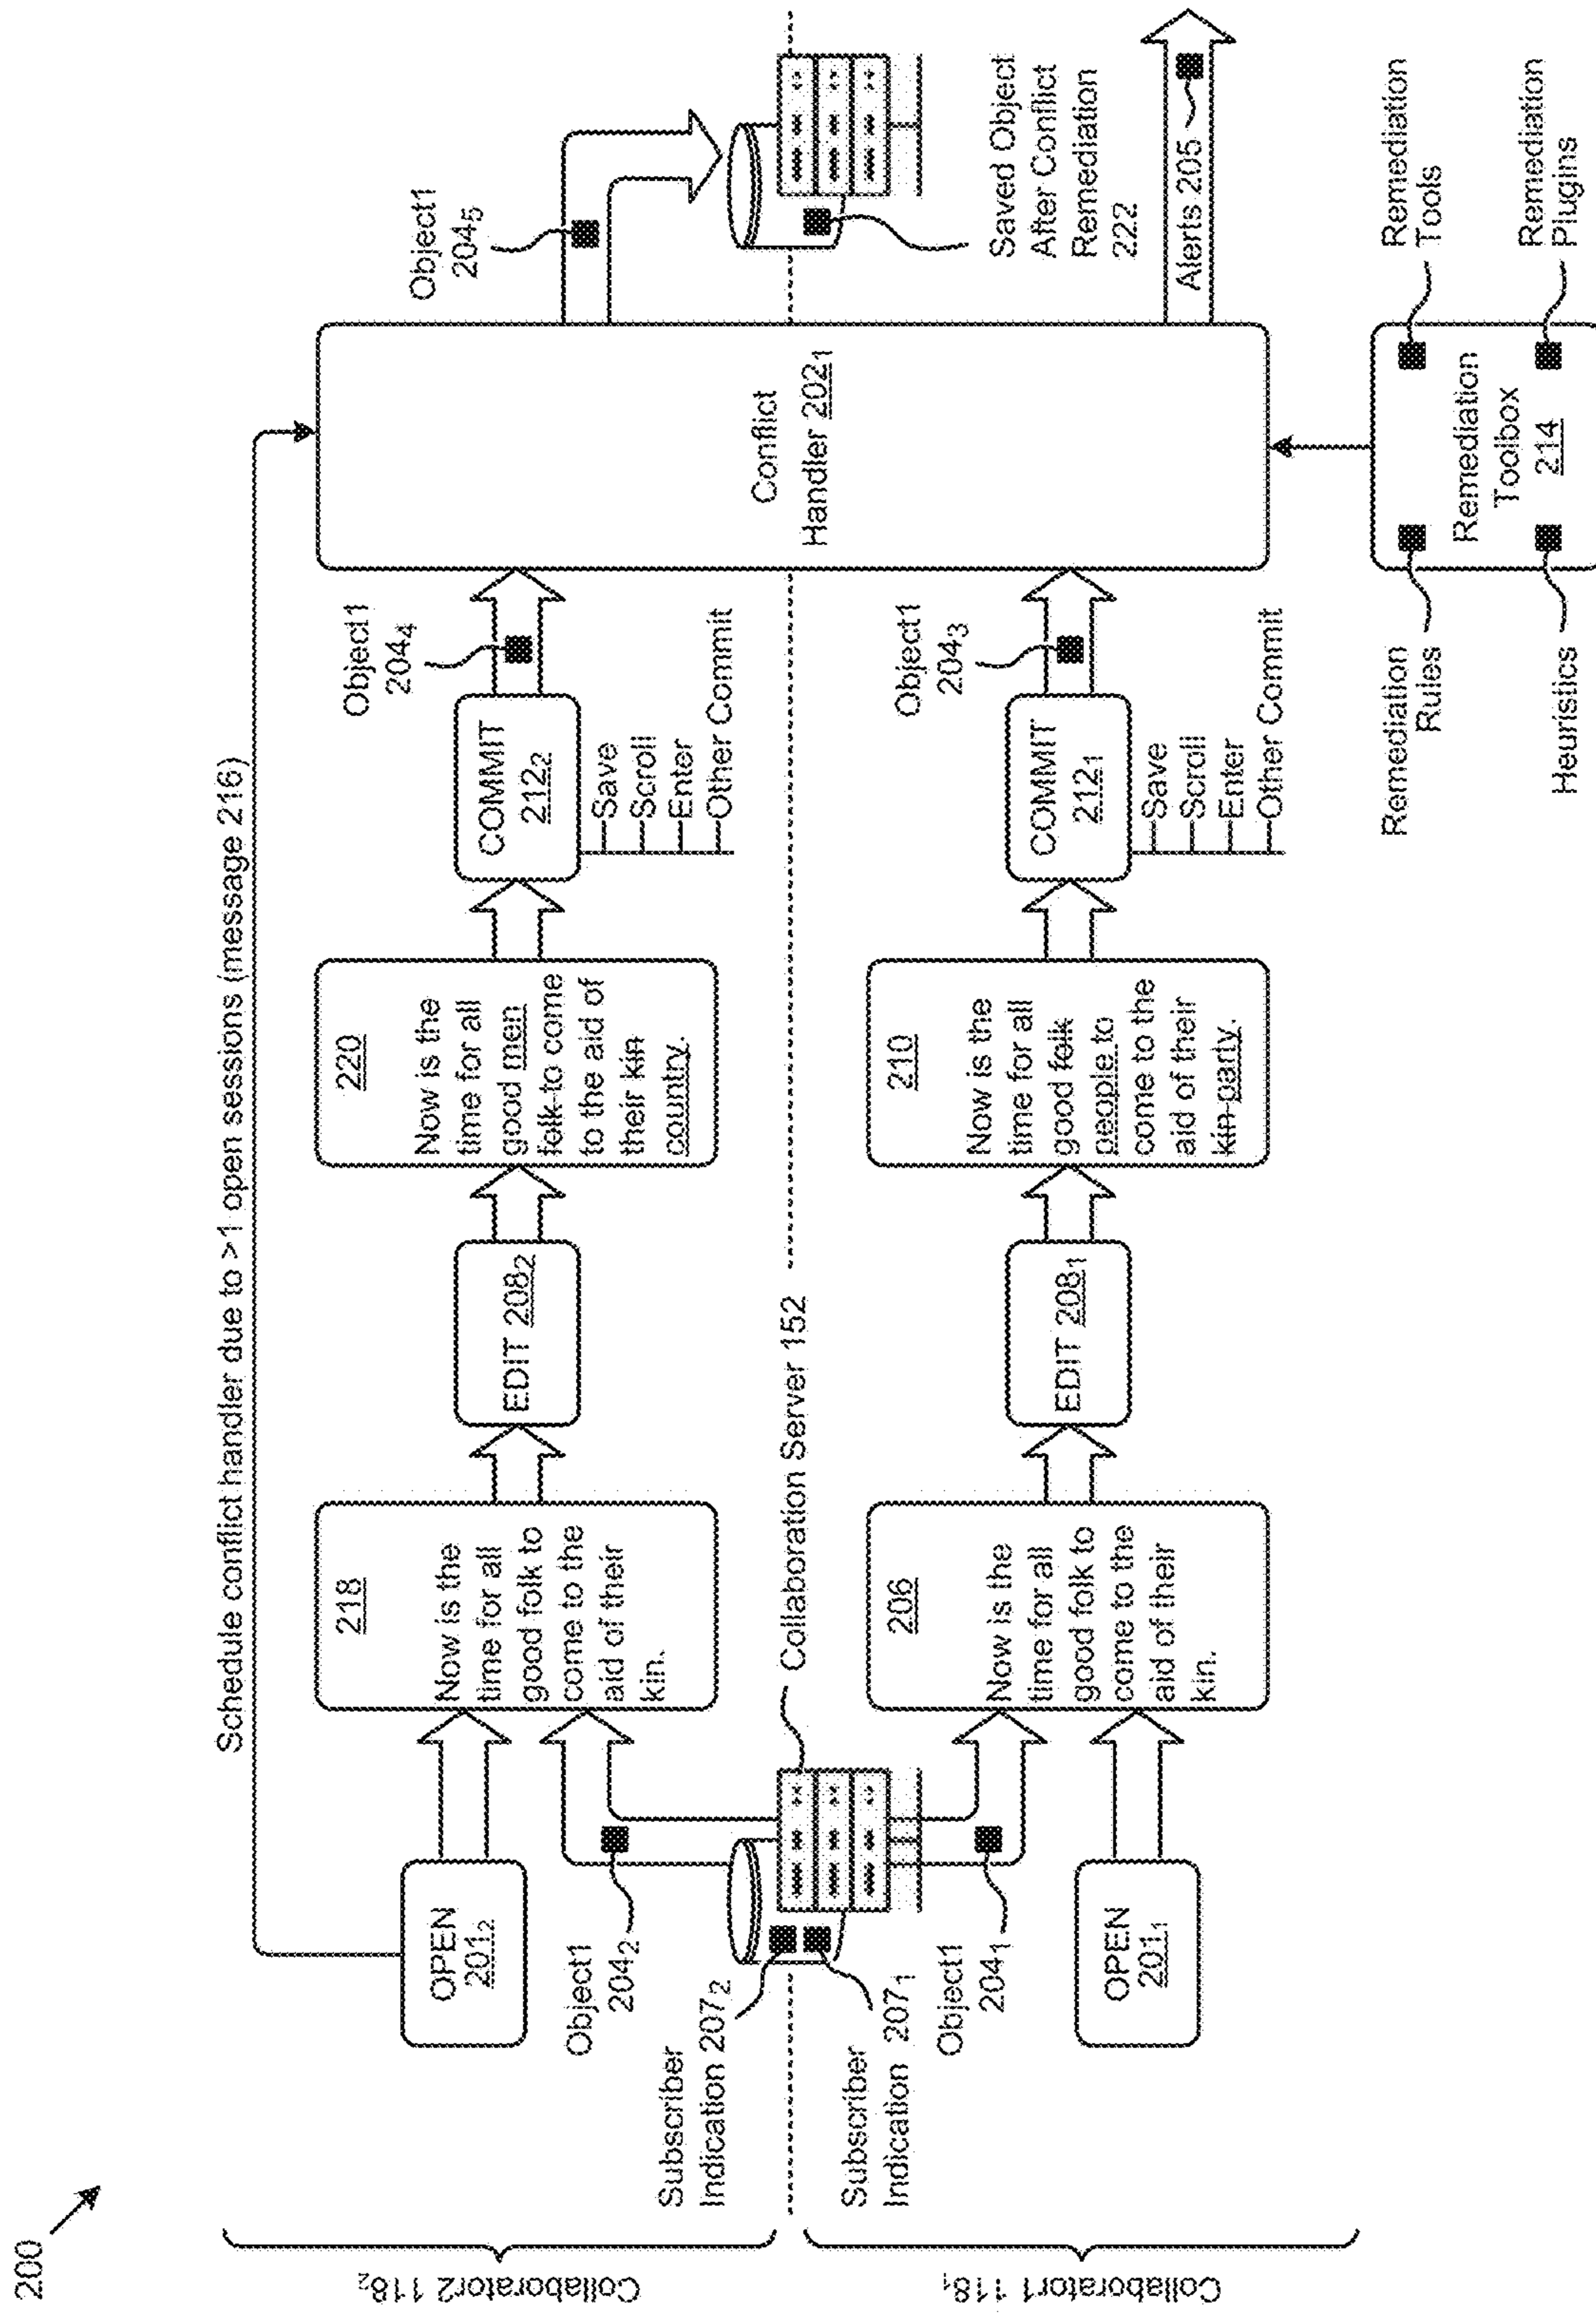 200
Schedule conflict handler due to >1 open sessions (message 216)
Collaborator2 118₂
OPEN
201₂
Object1
204₂
Subscriber
Indication 207₂
218
Now is the
time for all
good folk to
come to the
aid of their
kin.
EDIT 208₂
220
Now is the
time for all
good men
folk to come
to the aid of
their kin
country.
COMMIT
212₂
Save
Scroll
Enter
Other Commit
Object1
204₄
Conflict
Handler 202₁
Object1
204₅
Saved Object
After Conflict
Remediation
222
Collaboration Server 152
Collaborator1 118₁
Subscriber
Indication 207₁
Object1
204₁
OPEN
201₁
206
Now is the
time for all
good folk to
come to the
aid of their
kin.
EDIT 208₁
210
Now is the
time for all
good folk
people to
come to the
aid of their
kin party.
COMMIT
212₁
Save
Scroll
Enter
Other Commit
Object1
204₃
Alerts 205
Remediation
Rules
Heuristics
Remediation
Toolbox
214
Remediation
Tools
Remediation
Plugins